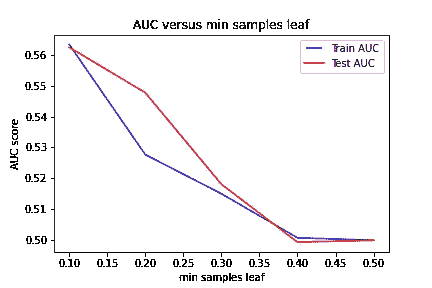 AUC versus min samples leaf
Train AUC
Test AUC
AUC score
0.56
0.55
0.54
0.53
0.52
0.51
0.50
0.10 0.15 0.20 0.25 0.30 0.35 0.40 0.45 0.50
min samples leaf